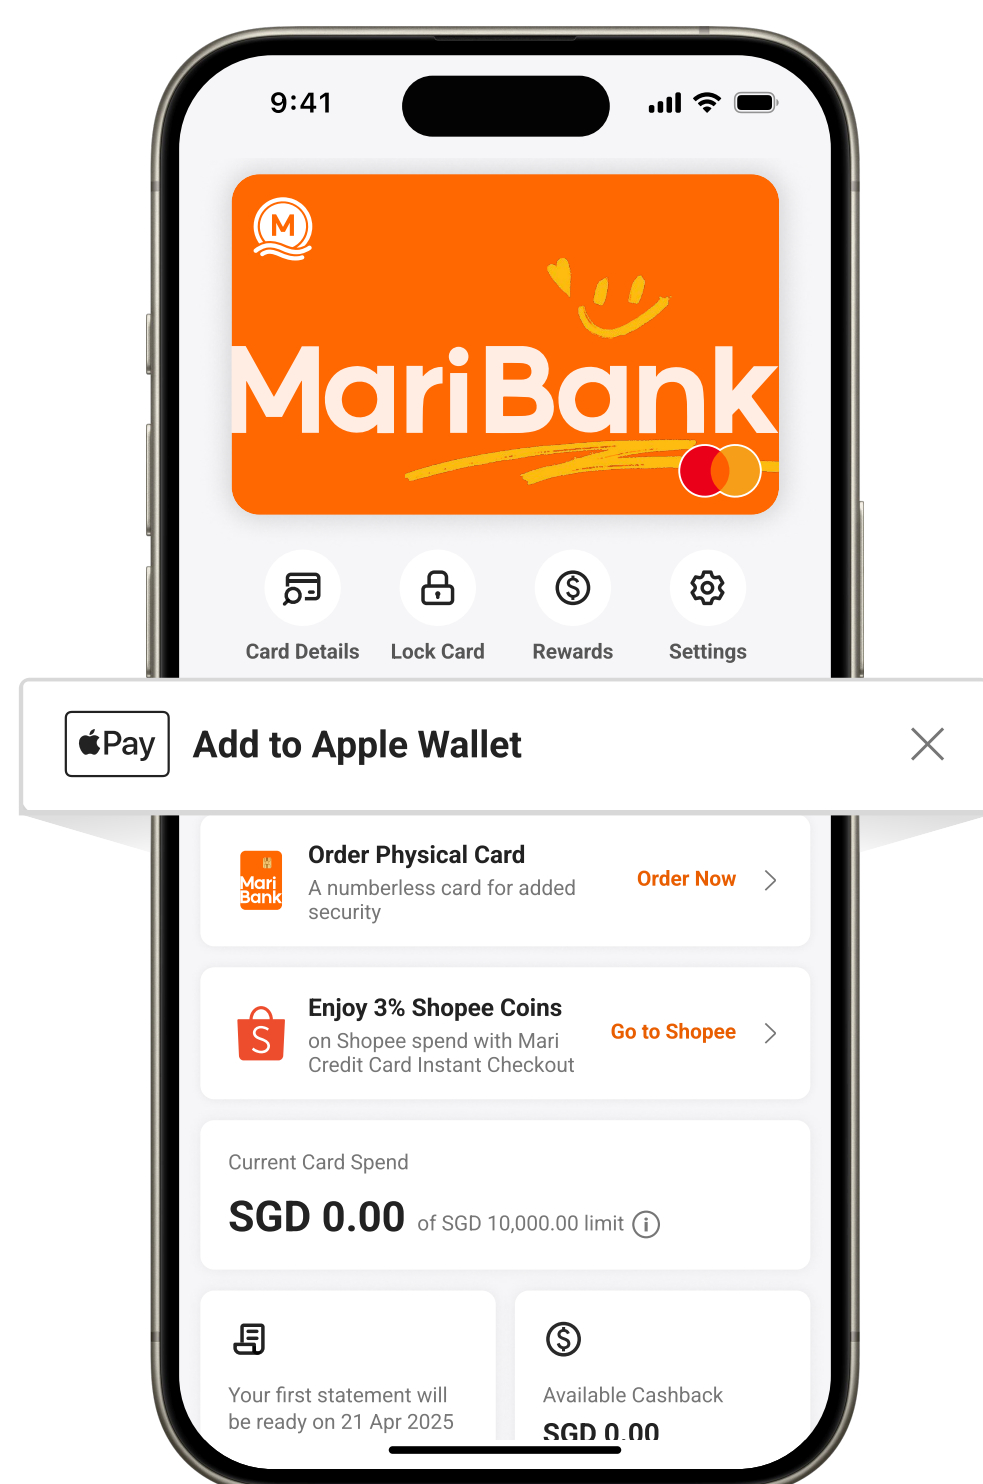 9:41
M
MariBank
Card Details
Lock Card
Rewards
Settings
Pay
Add to Apple Wallet
Order Physical Card
A numberless card for added
security
Order Now
Mari
Bank
Enjoy 3% Shopee Coins
on Shopee spend with Mari
Credit Card Instant Checkout
Go to Shopee
S
Current Card Spend
SGD 0.00 of SGD 10,000.00 limit
Your first statement will
be ready on 21 Apr 2025
Available Cashback
SGD 0.00